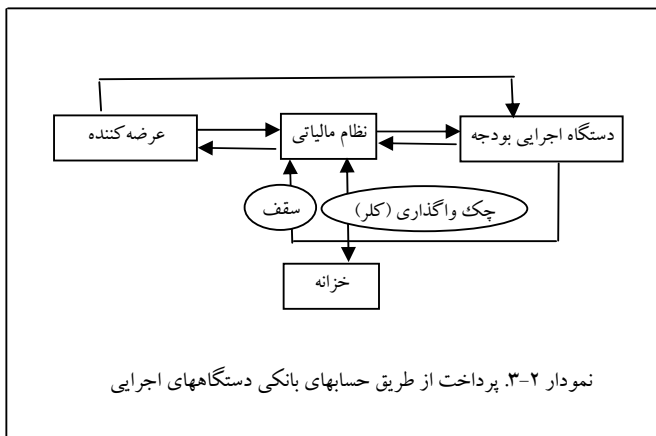 دستگاه اجرایی بودجه
نظام مالیاتی
عرضه‌کننده
چک واگذاری (کلر)
سقف
خزانه
نمودار ۲-۳. پرداخت از طریق حسابهای بانکی دستگاههای اجرایی